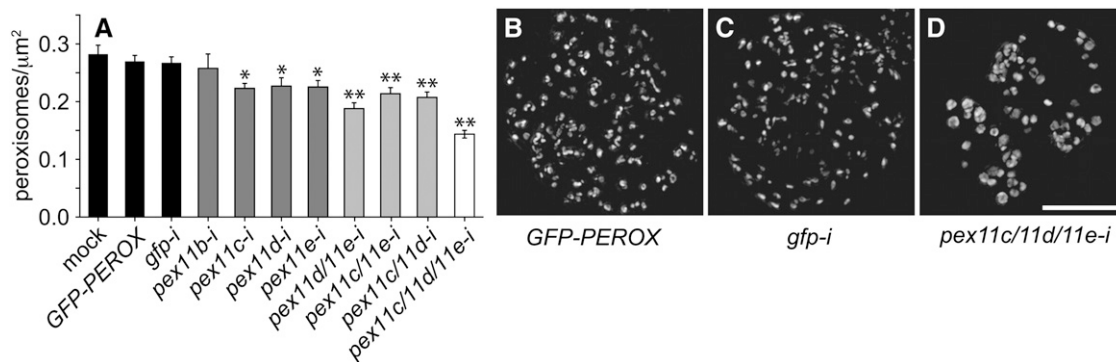 A
B
C
D
peroxisomes/μm²
0.3
0.2
0.1
0.0
*
*
*
**
**
**
**
mock
GFP-PEROX
gfp-i
pex11b-i
pex11c-i
pex11d-i
pex11e-i
pex11d/11e-i
pex11c/11e-i
pex11c/11d-i
pex11c/11d/11e-i
GFP-PEROX
gfp-i
pex11c/11d/11e-i